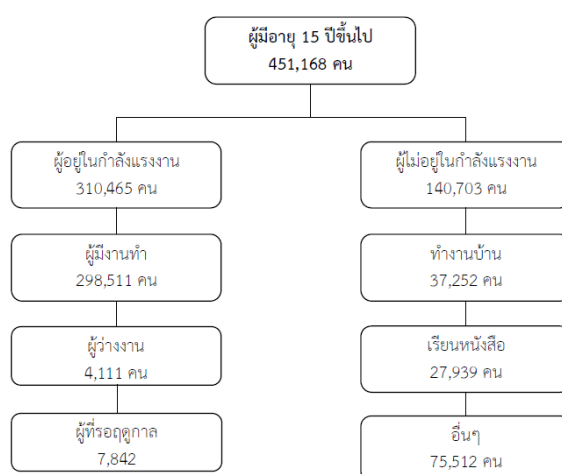 ผู้มีอายุ 15 ปีขึ้นไป
451,168 คน
ผู้อยู่ในกำลังแรงงาน
310,465 คน
ผู้ไม่อยู่ในกำลังแรงงาน
140,703 คน
ผู้มีงานทำ
298,511 คน
ทำงานบ้าน
37,252 คน
ผู้ว่างงาน
4,111 คน
เรียนหนังสือ
27,939 คน
ผู้ที่รอฤดูกาล
7,842
อื่นๆ
75,512 คน